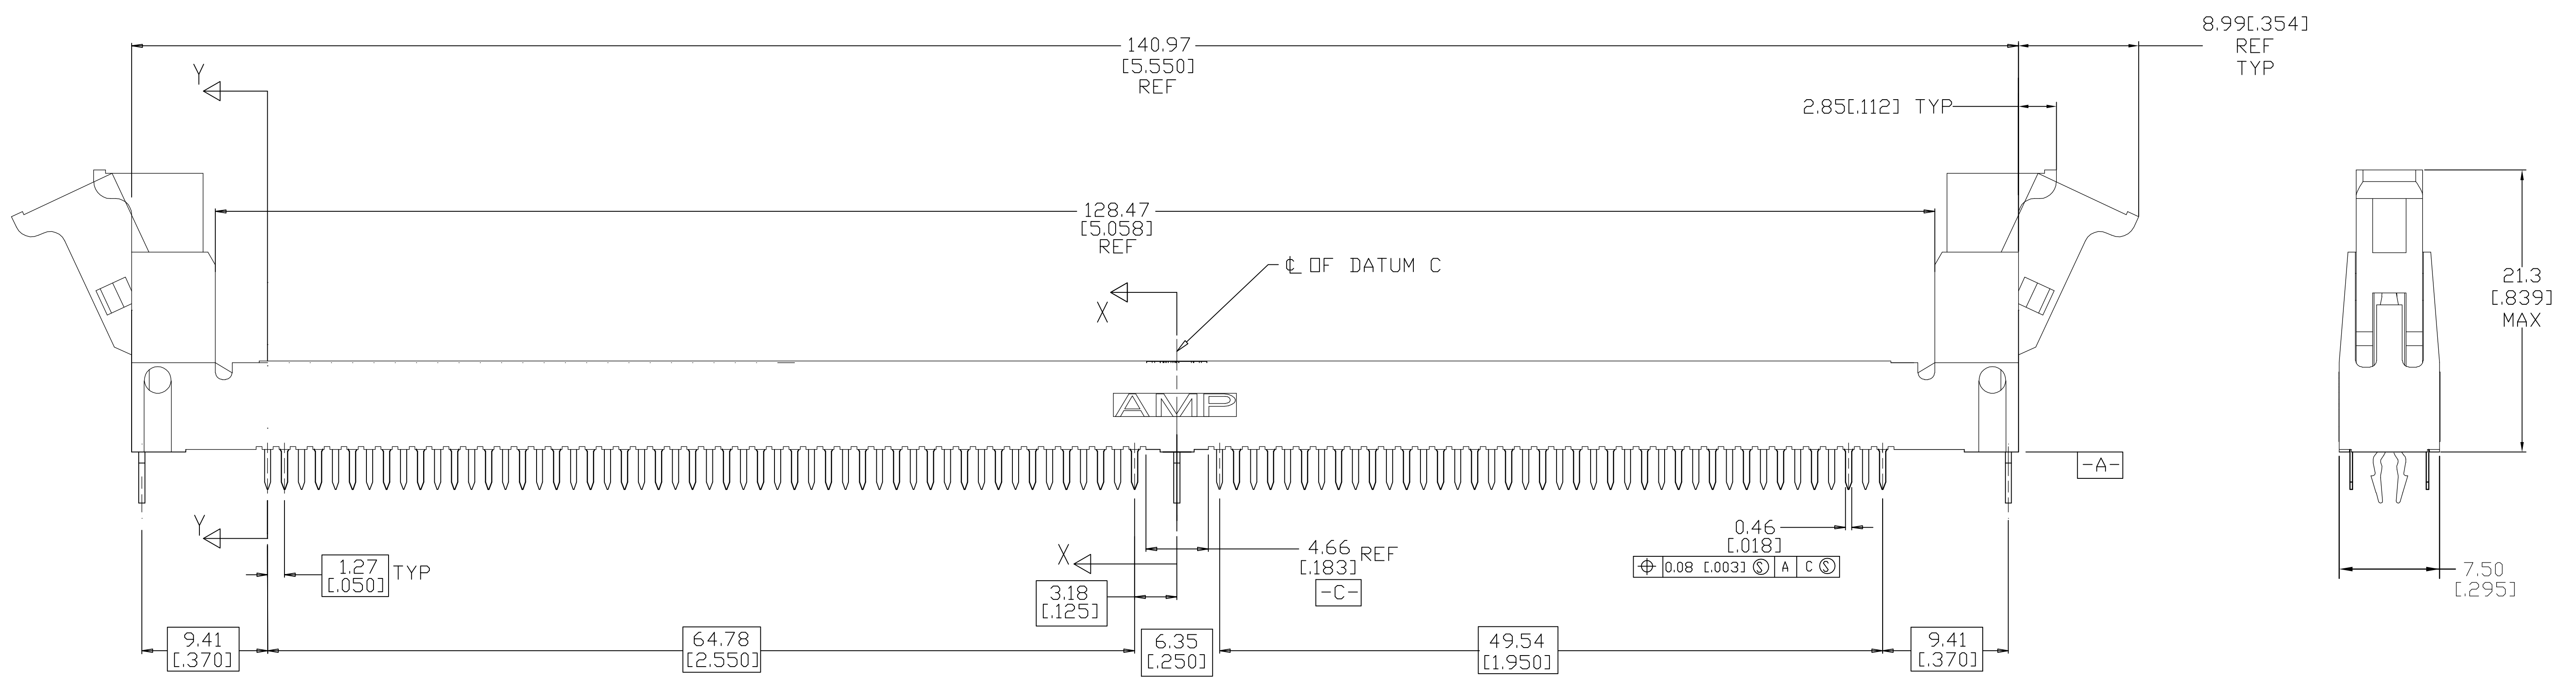 140.97
[5.550]
REF
8.99[.354]
REF
TYP
Y
2.85[.112] TYP
128.47
[5.058]
REF
℄ OF DATUM C
X
21.3
[.839]
MAX
AMP
-A-
Y
1.27
[.050]
TYP
X
4.66
[.183]
REF
-C-
3.18
[.125]
0.46
[.018]
⌖ 0.08 [.003] Ⓢ A C Ⓢ
7.50
[.295]
9.41
[.370]
64.78
[2.550]
6.35
[.250]
49.54
[1.950]
9.41
[.370]